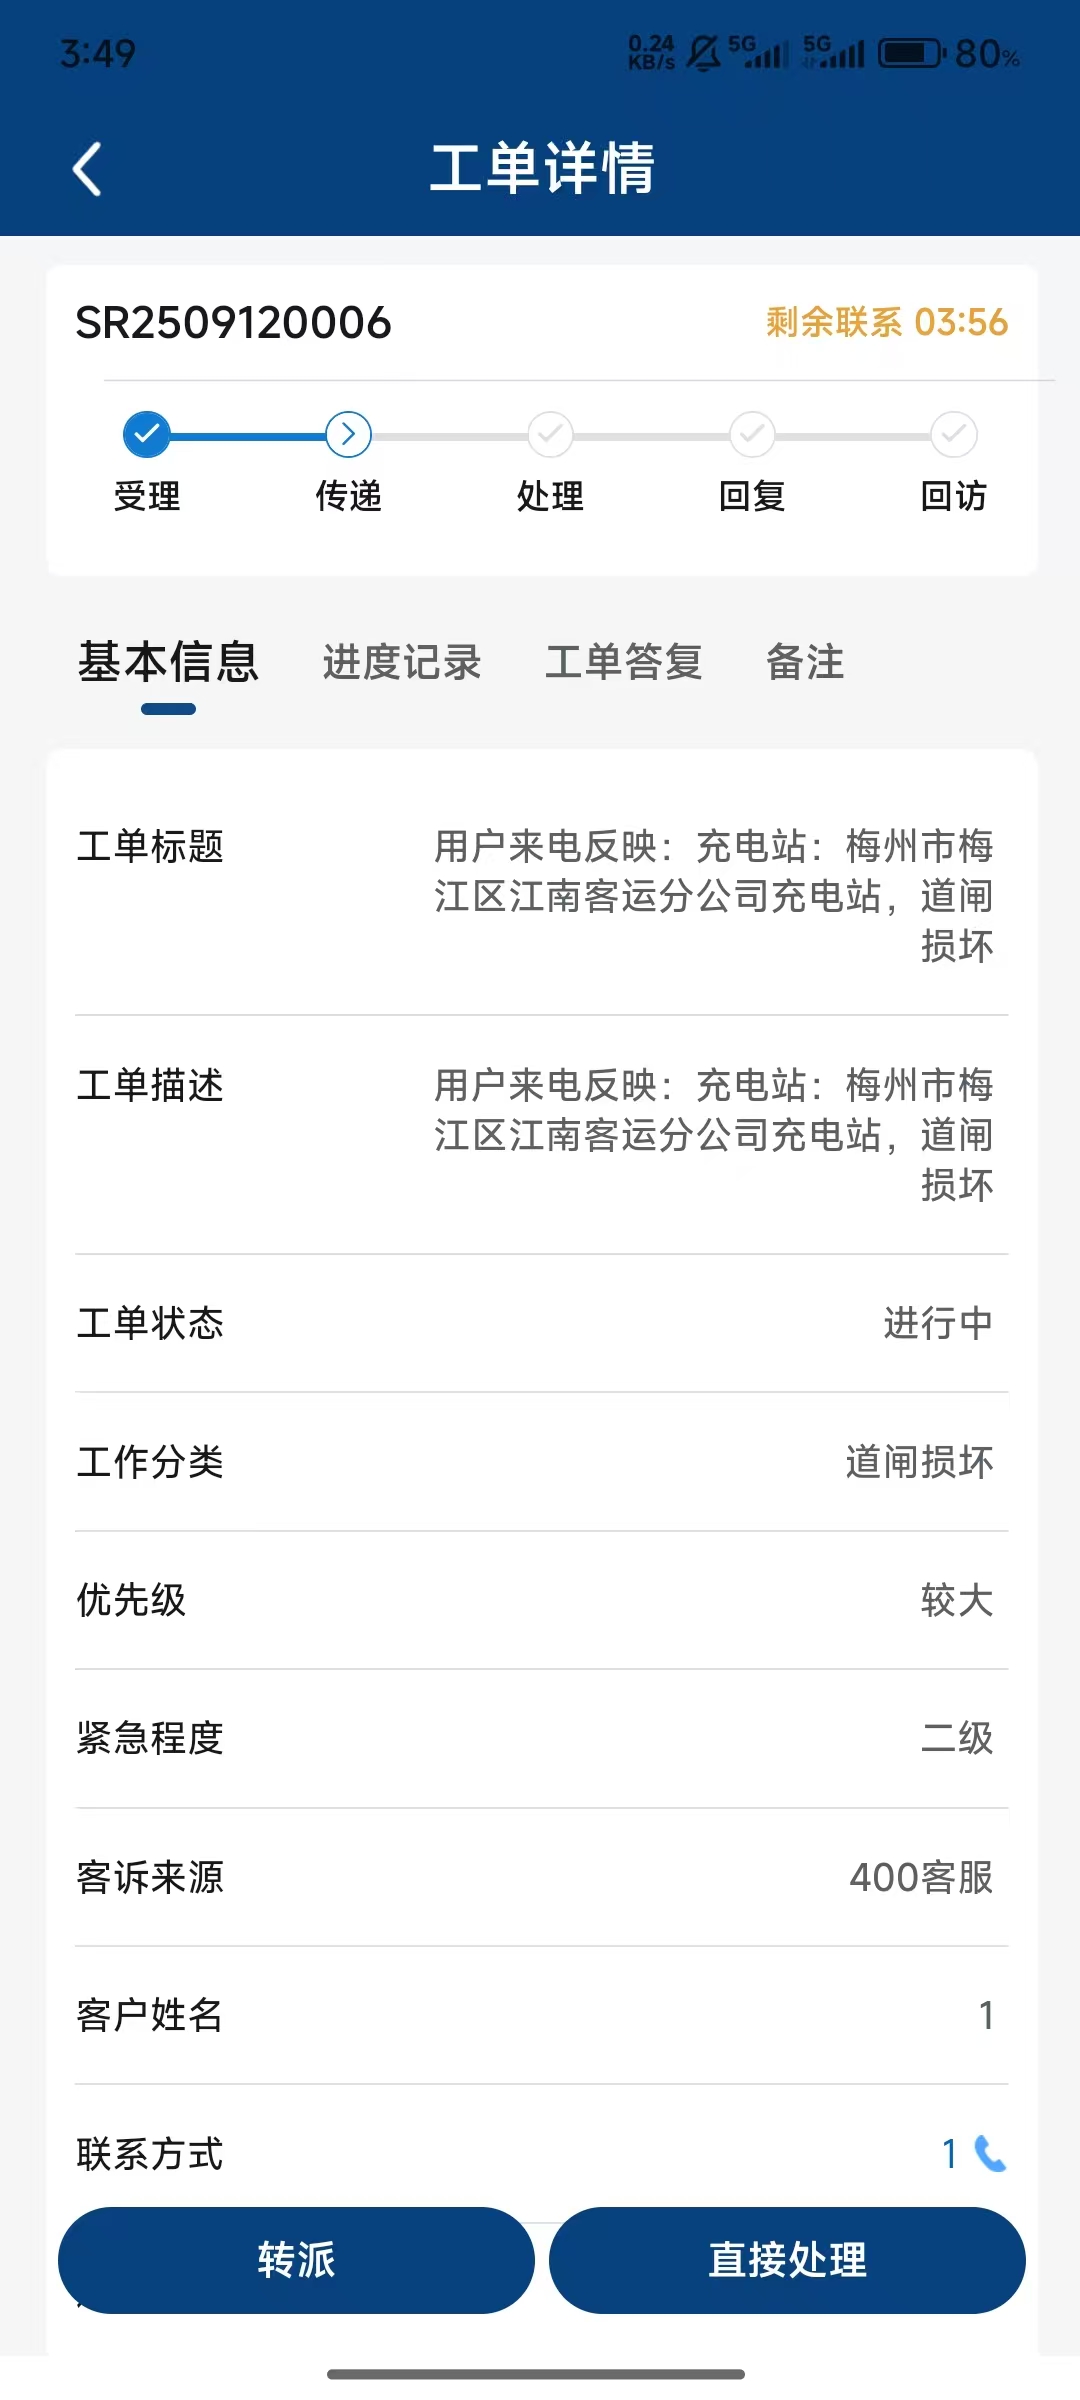 3:49
0.24
KB/s
5G
5G
80%
工单详情
SR2509120006
剩余联系 03:56
受理
传递
处理
回复
回访
基本信息
进度记录
工单答复
备注
工单标题
用户来电反映：充电站：梅州市梅
江区江南客运分公司充电站，道闸
损坏
工单描述
用户来电反映：充电站：梅州市梅
江区江南客运分公司充电站，道闸
损坏
工单状态
进行中
工作分类
道闸损坏
优先级
较大
紧急程度
二级
客诉来源
400客服
客户姓名
1
联系方式
1
转派
直接处理